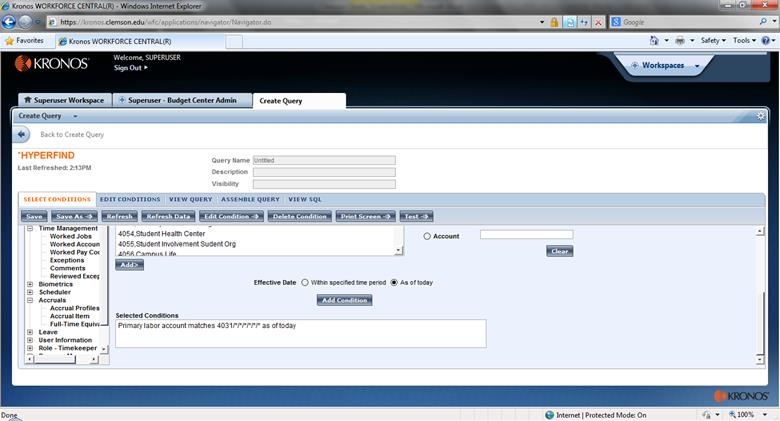 Kronos WORKFORCE CENTRAL(R) - Windows Internet Explorer
https://kronos.clemson.edu/wfc/applications/navigator/Navigator.do
Google
Favorites
Kronos WORKFORCE CENTRAL(R)
Safety
Tools
KRONOS
Welcome, SUPERUSER
Sign Out
Workspaces
Superuser Workspace
Superuser - Budget Center Admin
Create Query
Create Query
Back to Create Query
*HYPERFIND
Last Refreshed: 2:13PM
Query Name
Untitled
Description
Visibility
SELECT CONDITIONS
EDIT CONDITIONS
VIEW QUERY
ASSEMBLE QUERY
VIEW SQL
Save
Save As
Refresh
Refresh Data
Edit Condition
Delete Condition
Print Screen
Test
Time Management
Worked Jobs
Worked Account
Worked Pay Coc
Exceptions
Comments
Reviewed Excep
Biometrics
Scheduler
Accruals
Accrual Profiles
Accrual Item
Full-Time Equiva
Leave
User Information
Role - Timekeeper
4054,Student Health Center
4055,Student Involvement Sudent Org
4056,Campus Life
Add>
Account
Clear
Effective Date
Within specified time period
As of today
Add Condition
Selected Conditions
Primary labor account matches 4031/*/*/*/*/*/* as of today
KRONOS
Done
Internet | Protected Mode: On
100%